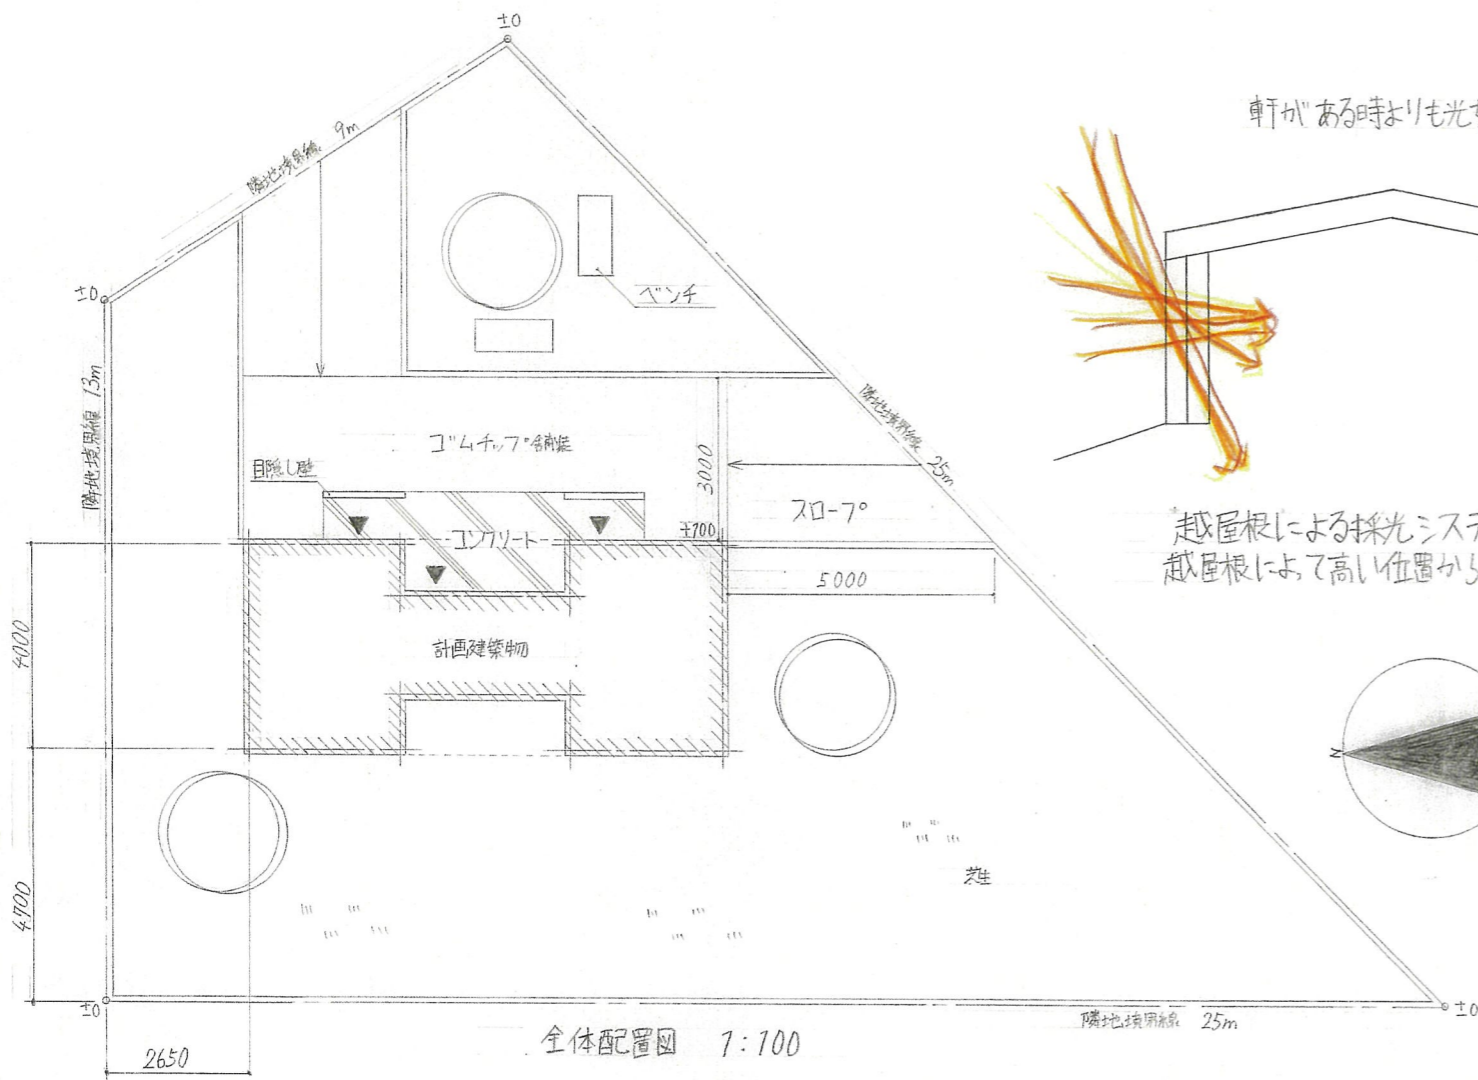 ±0
軒がある時よりも光を
隣地境界線 9m
±0
ベンチ
隣地境界線 13m
隣地境界線 25m
ゴムチップ舗装
目隠し壁
3000
スロープ
コンクリート
±100
越屋根による採光システ
越屋根によって高い位置から
5000
4000
計画建築物
N
芝生
4700
±0
±0
隣地境界線 25m
全体配置図 1:100
2650